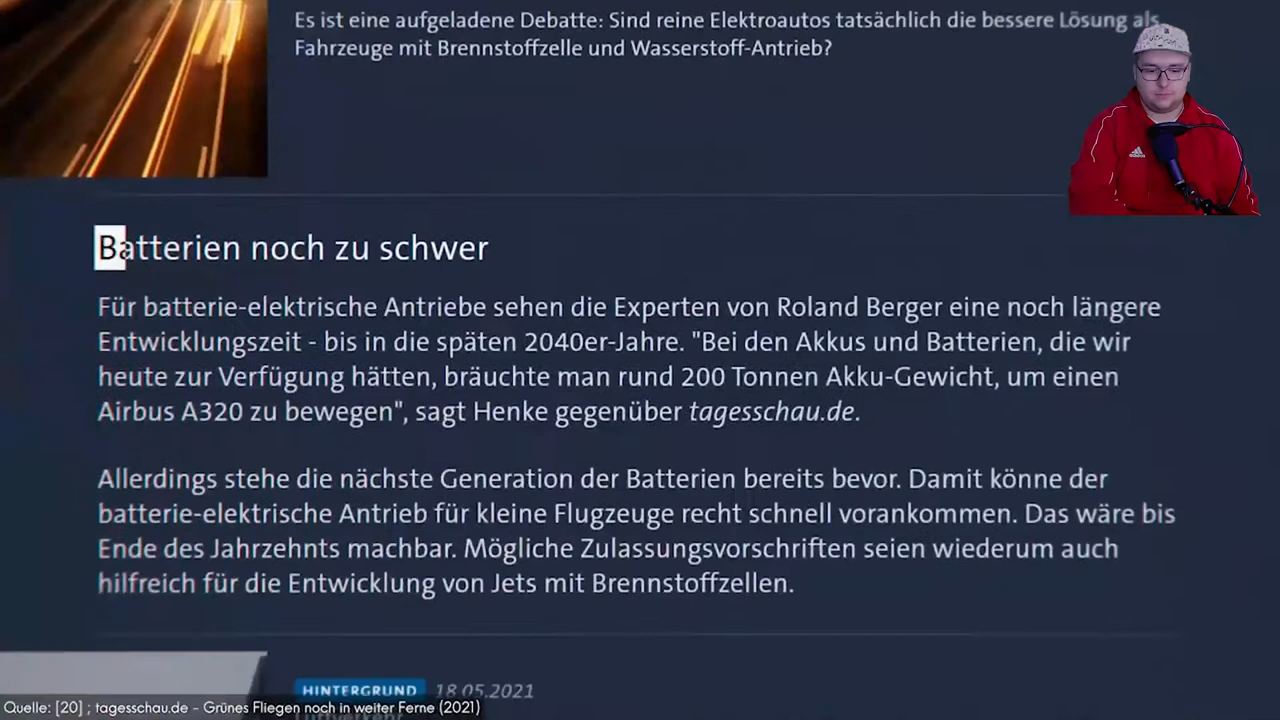 Es ist eine aufgeladene Debatte: Sind reine Elektroautos tatsächlich die bessere Lösung als
Fahrzeuge mit Brennstoffzelle und Wasserstoff-Antrieb?
adidas
Batterien noch zu schwer
Für batterie-elektrische Antriebe sehen die Experten von Roland Berger eine noch längere
Entwicklungszeit - bis in die späten 2040er-Jahre. "Bei den Akkus und Batterien, die wir
heute zur Verfügung hätten, bräuchte man rund 200 Tonnen Akku-Gewicht, um einen
Airbus A320 zu bewegen", sagt Henke gegenüber tagesschau.de.
Allerdings stehe die nächste Generation der Batterien bereits bevor. Damit könne der
batterie-elektrische Antrieb für kleine Flugzeuge recht schnell vorankommen. Das wäre bis
Ende des Jahrzehnts machbar. Mögliche Zulassungsvorschriften seien wiederum auch
hilfreich für die Entwicklung von Jets mit Brennstoffzellen.
HINTERGRUND 18.05.2021
Luftverkehr
Quelle: [20] ; tagesschau.de - Grünes Fliegen noch in weiter Ferne (2021)